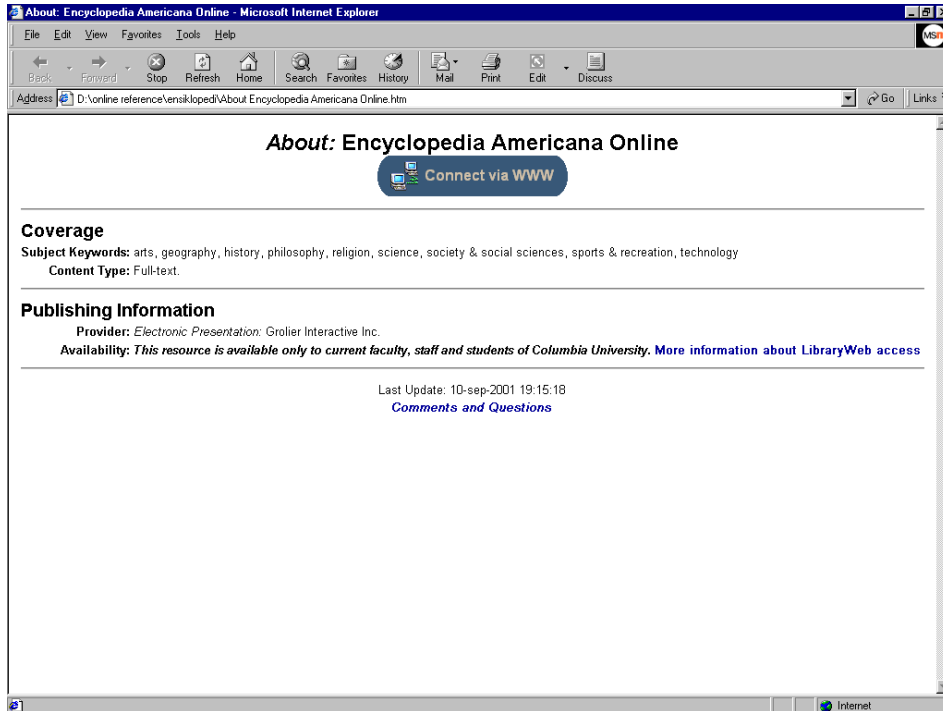 About: Encyclopedia Americana Online - Microsoft Internet Explorer
File Edit View Favorites Tools Help
msn
Back Forward Stop Refresh Home Search Favorites History Mail Print Edit Discuss
Address D:\online reference\ensiklopedi\About Encyclopedia Americana Online.htm Go Links
About: Encyclopedia Americana Online
Connect via WWW
Coverage
Subject Keywords: arts, geography, history, philosophy, religion, science, society & social sciences, sports & recreation, technology
Content Type: Full-text.
Publishing Information
Provider: Electronic Presentation: Grolier Interactive Inc.
Availability: This resource is available only to current faculty, staff and students of Columbia University. More information about LibraryWeb access
Last Update: 10-sep-2001 19:15:18
Comments and Questions
Internet